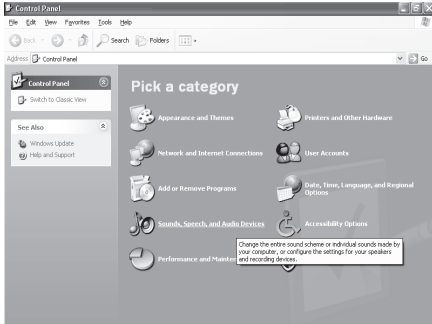 Control Panel
File Edit View Favorites Tools Help
Back Search Folders
Address Control Panel Go
Control Panel
Switch to Classic View
See Also
Windows Update
Help and Support
Pick a category
Appearance and Themes
Printers and Other Hardware
Network and Internet Connections
User Accounts
Add or Remove Programs
Date, Time, Language, and Regional
Options
Sounds, Speech, and Audio Devices
Accessibility Options
Change the entire sound scheme or individual sounds made by
your computer, or configure the settings for your speakers
and recording devices.
Performance and